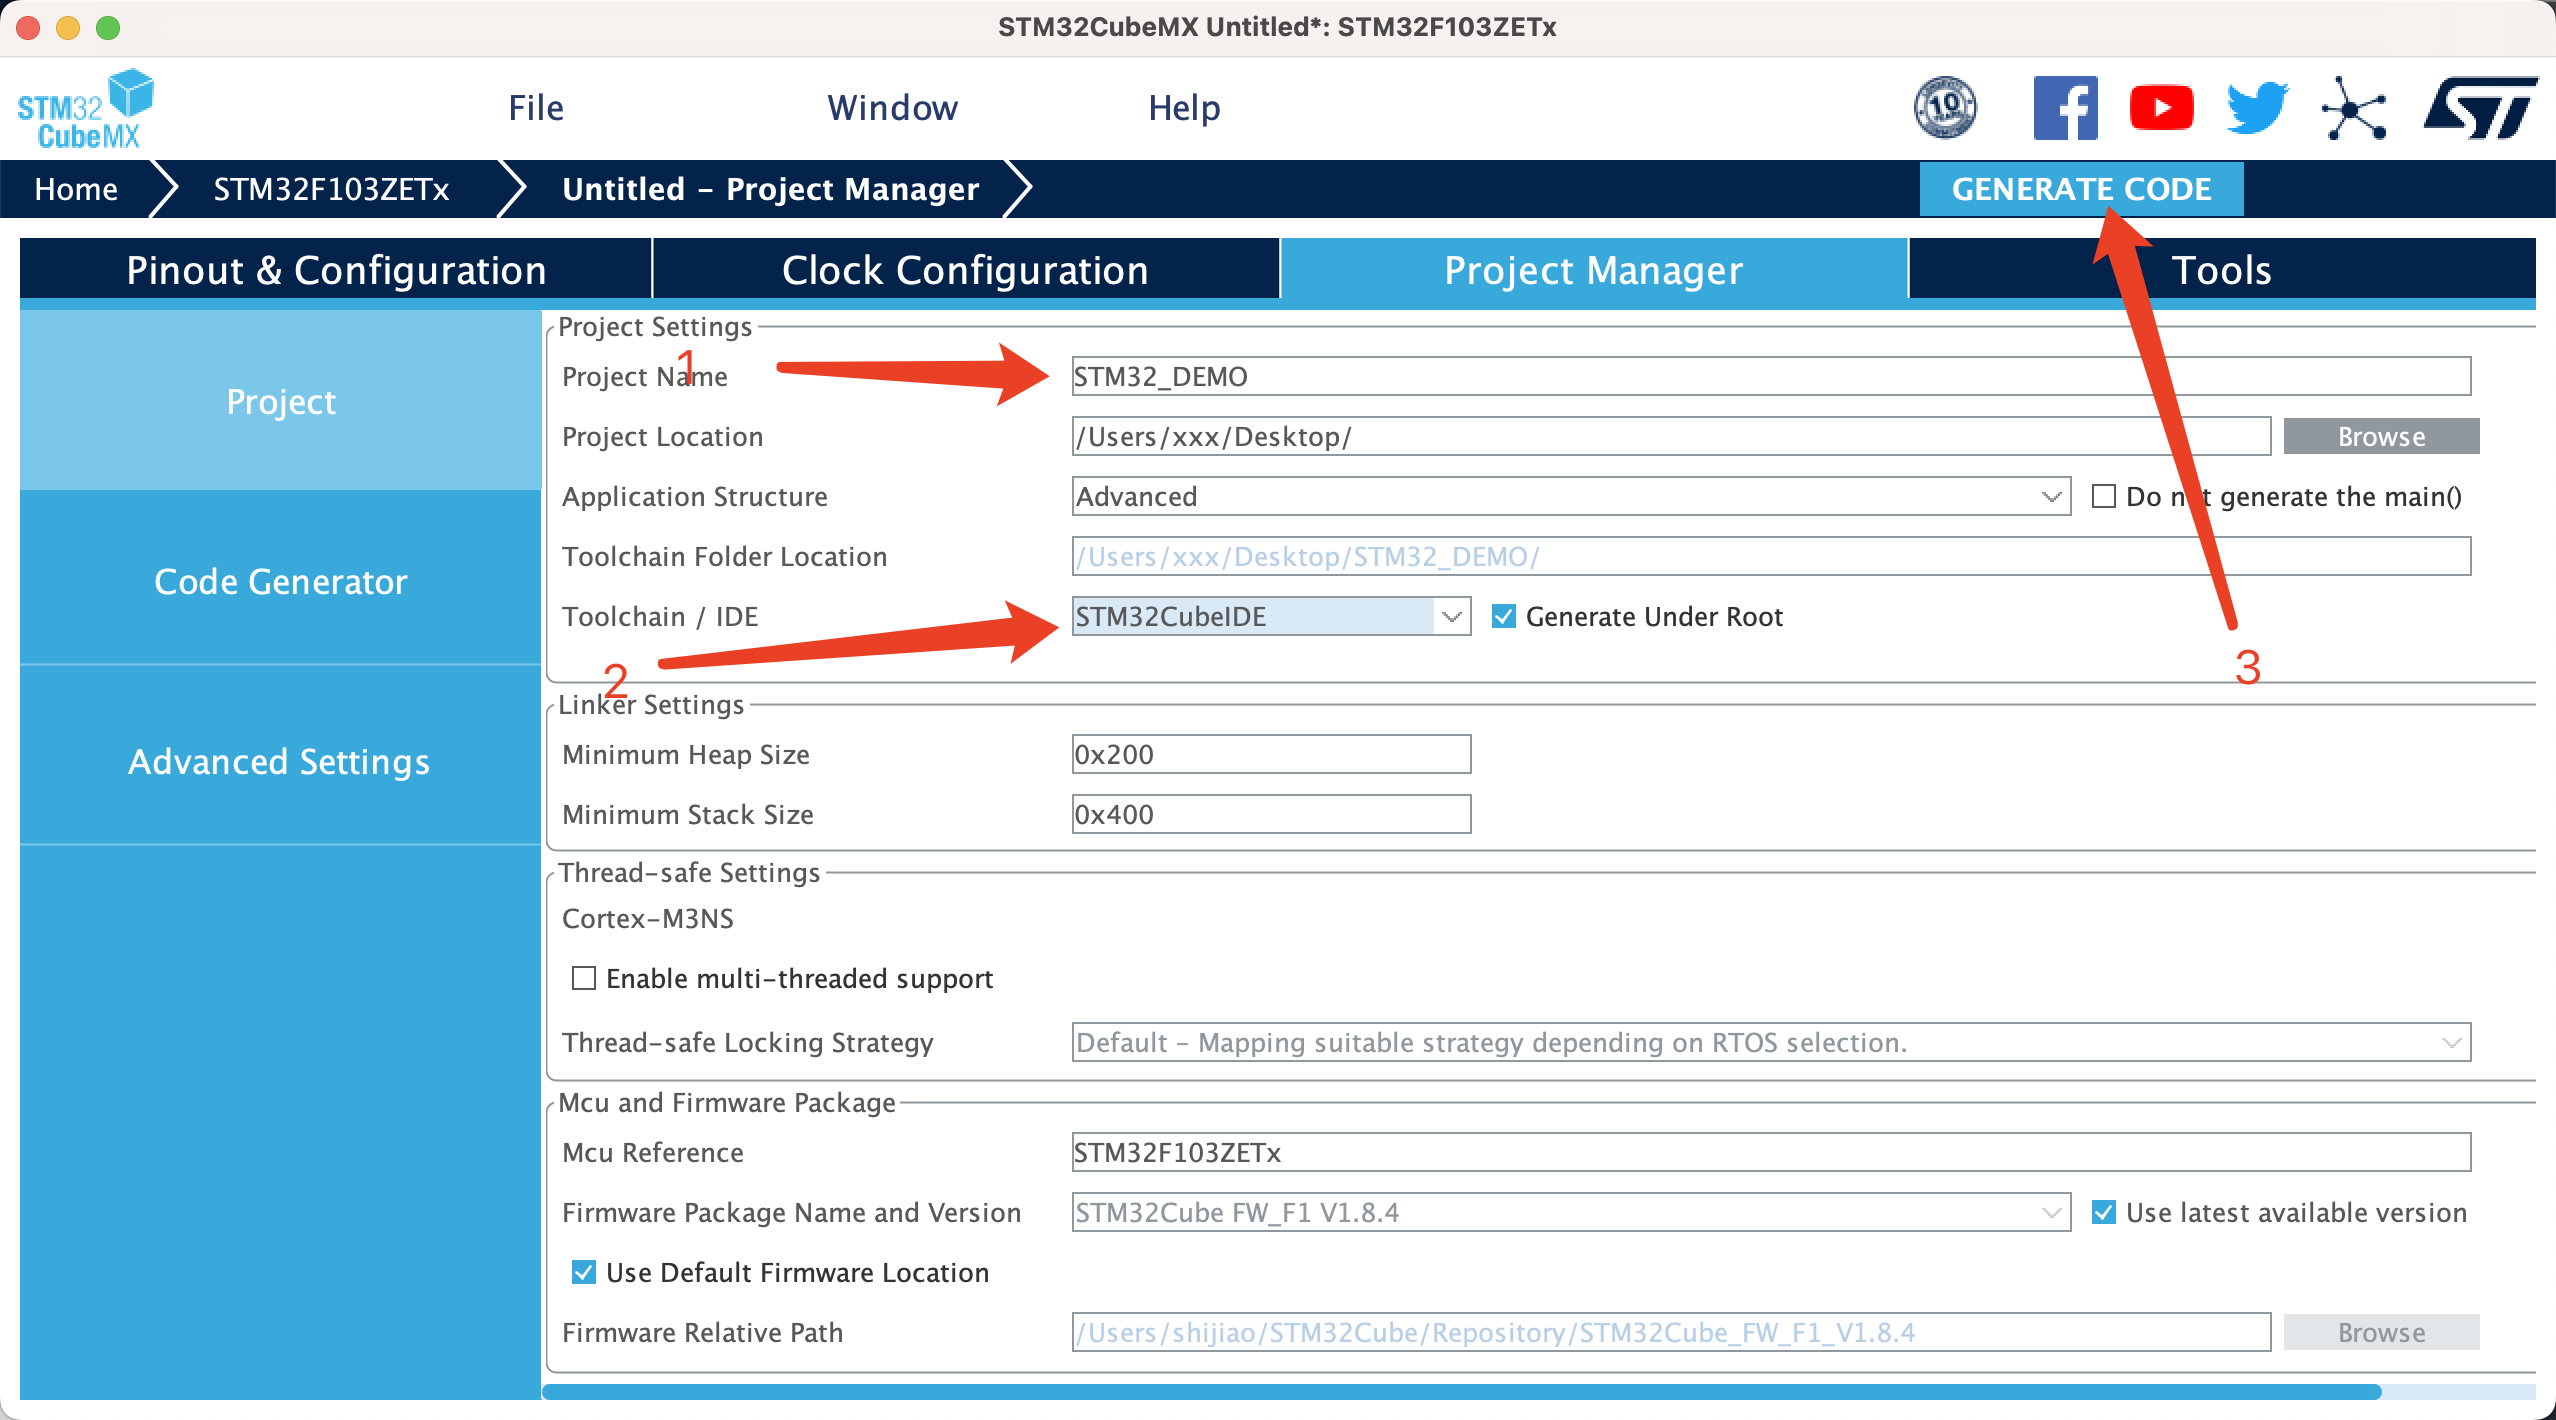 STM32CubeMX Untitled*: STM32F103ZETx
STM32
CubeMX
File
Window
Help
10
YEARS
ST
Home
STM32F103ZETx
Untitled – Project Manager
GENERATE CODE
Pinout & Configuration
Clock Configuration
Project Manager
Tools
Project
Code Generator
Advanced Settings
Project Settings
1
Project Name
STM32_DEMO
Project Location
/Users/xxx/Desktop/
Browse
Application Structure
Advanced
Do not generate the main()
Toolchain Folder Location
/Users/xxx/Desktop/STM32_DEMO/
Toolchain / IDE
STM32CubeIDE
Generate Under Root
2
3
Linker Settings
Minimum Heap Size
0x200
Minimum Stack Size
0x400
Thread-safe Settings
Cortex-M3NS
Enable multi-threaded support
Thread-safe Locking Strategy
Default – Mapping suitable strategy depending on RTOS selection.
Mcu and Firmware Package
Mcu Reference
STM32F103ZETx
Firmware Package Name and Version
STM32Cube FW_F1 V1.8.4
Use latest available version
Use Default Firmware Location
Firmware Relative Path
/Users/shijiao/STM32Cube/Repository/STM32Cube_FW_F1_V1.8.4
Browse